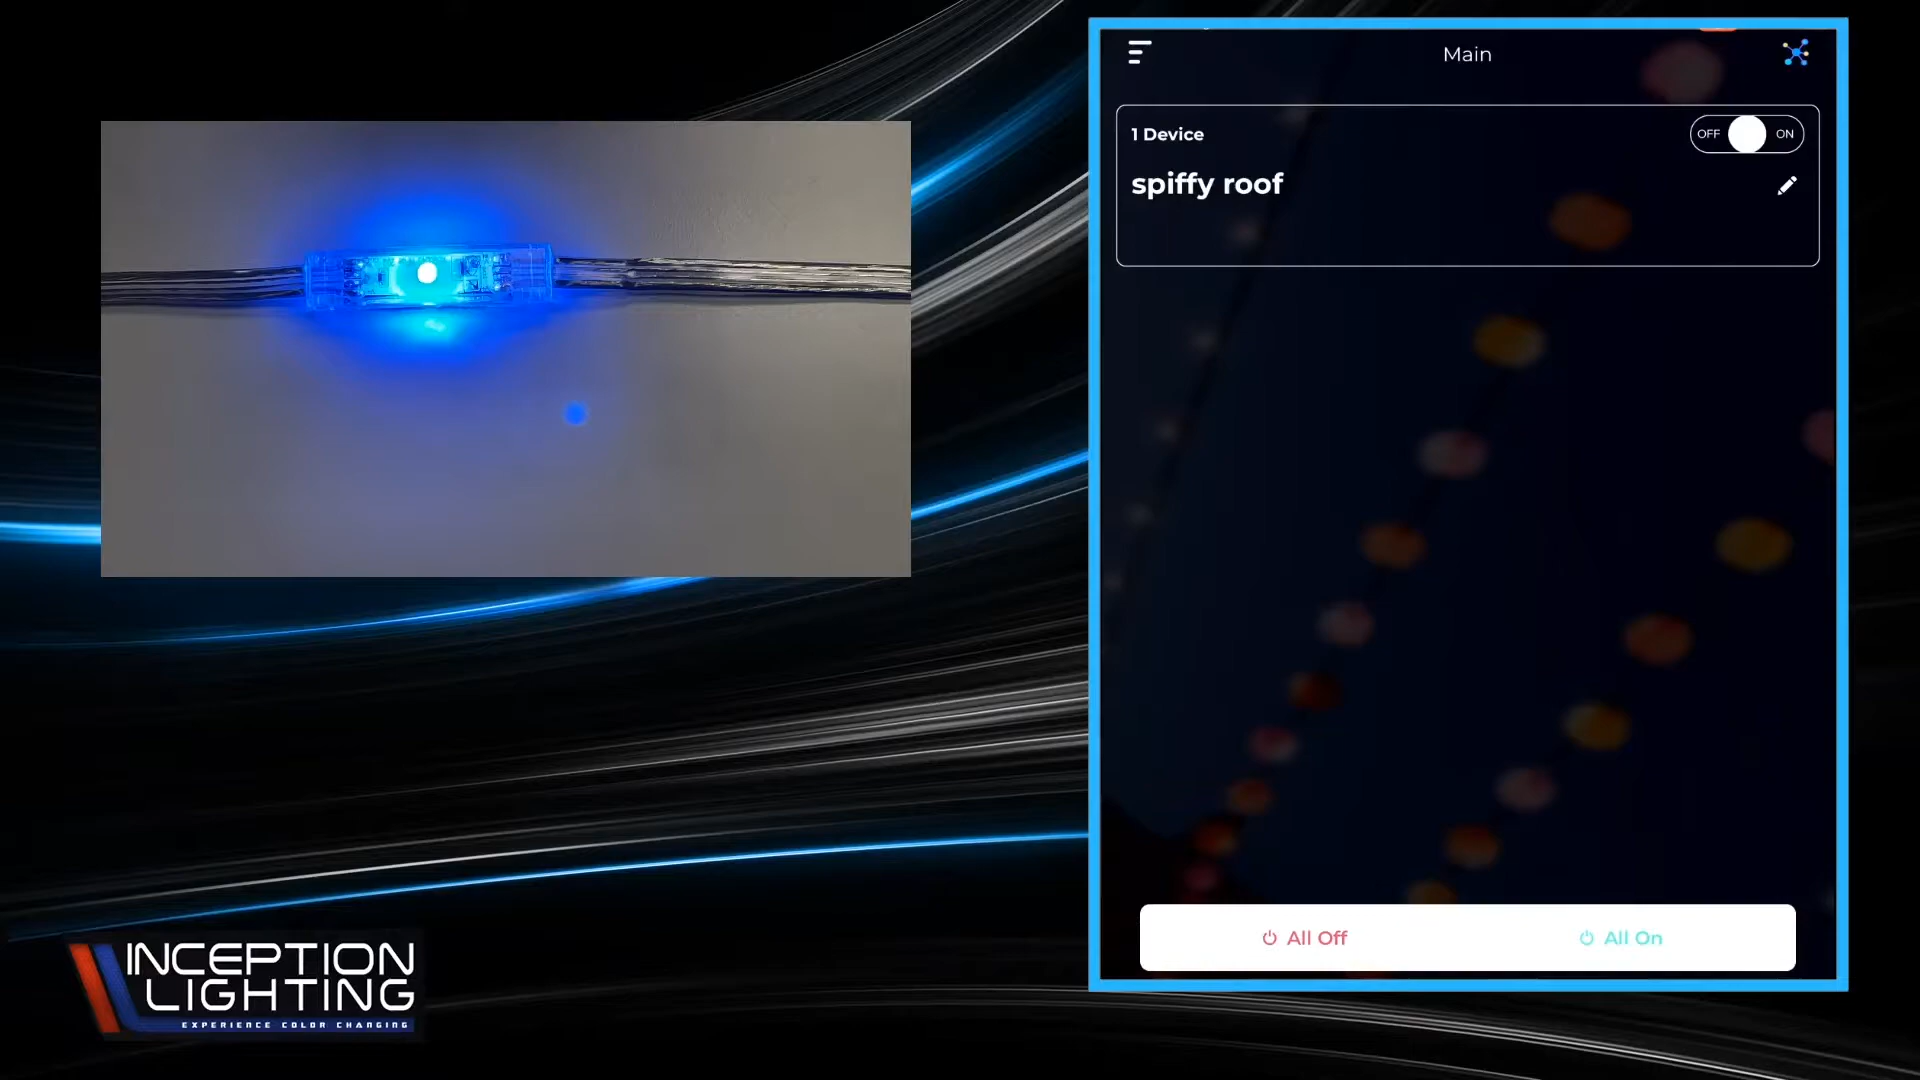 Main
1 Device
OFF ON
spiffy roof
All Off
All On
INCEPTION
LIGHTING
EXPERIENCE COLOR CHANGING